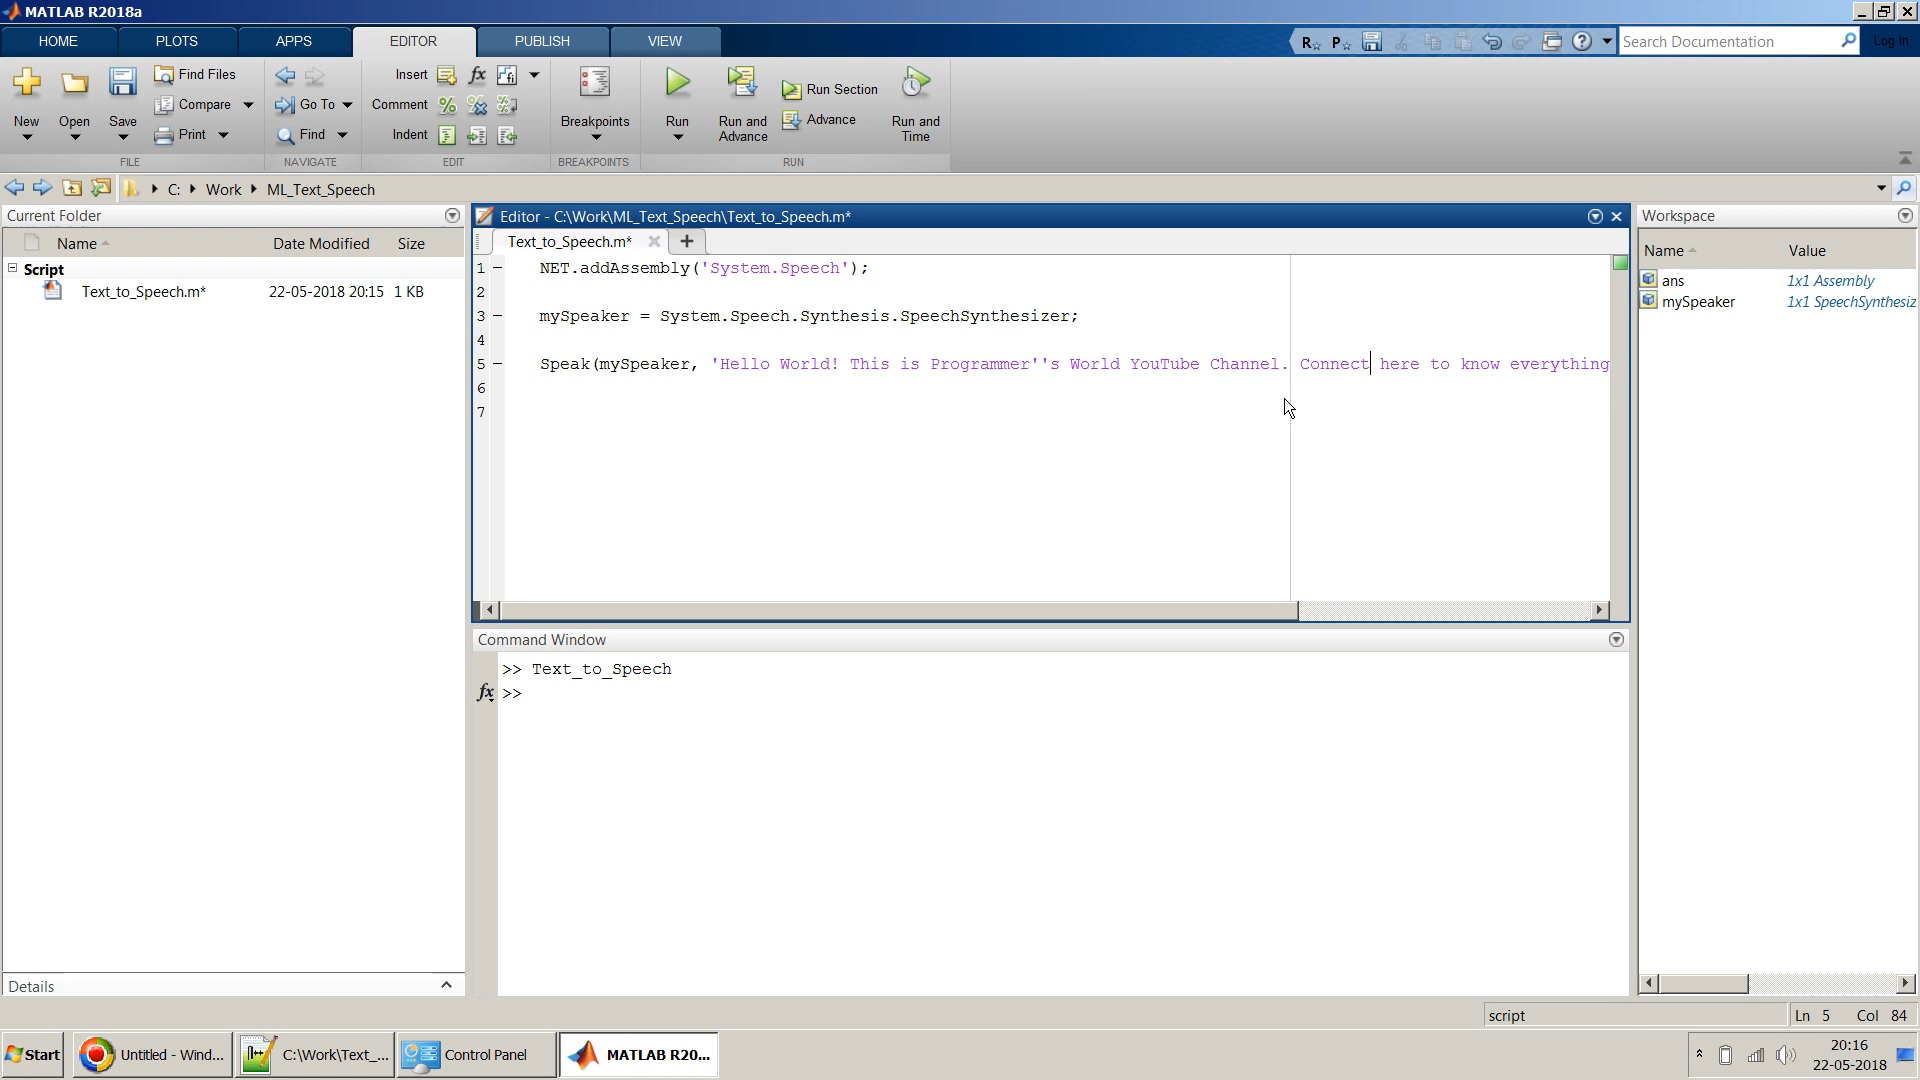 MATLAB R2018a
HOME PLOTS APPS EDITOR PUBLISH VIEW
Search Documentation
Log In
New
Open
Save
Find Files
Compare
Print
FILE
Go To
Find
NAVIGATE
Insert
Comment
Indent
EDIT
Breakpoints
BREAKPOINTS
Run
Run and Advance
Run Section
Advance
Run and Time
RUN
C: Work ML_Text_Speech
Current Folder
Name Date Modified Size
Script
Text_to_Speech.m* 22-05-2018 20:15 1 KB
Details
Editor - C:\Work\ML_Text_Speech\Text_to_Speech.m*
Text_to_Speech.m*
1 NET.addAssembly('System.Speech');
2
3 mySpeaker = System.Speech.Synthesis.SpeechSynthesizer;
4
5 Speak(mySpeaker, 'Hello World! This is Programmer''s World YouTube Channel. Connect here to know everything
6
7
Command Window
>> Text_to_Speech
fx >>
Workspace
Name Value
ans 1x1 Assembly
mySpeaker 1x1 SpeechSynthesiz
script Ln 5 Col 84
Start
Untitled - Wind...
C:\Work\Text_...
Control Panel
MATLAB R20...
20:16
22-05-2018